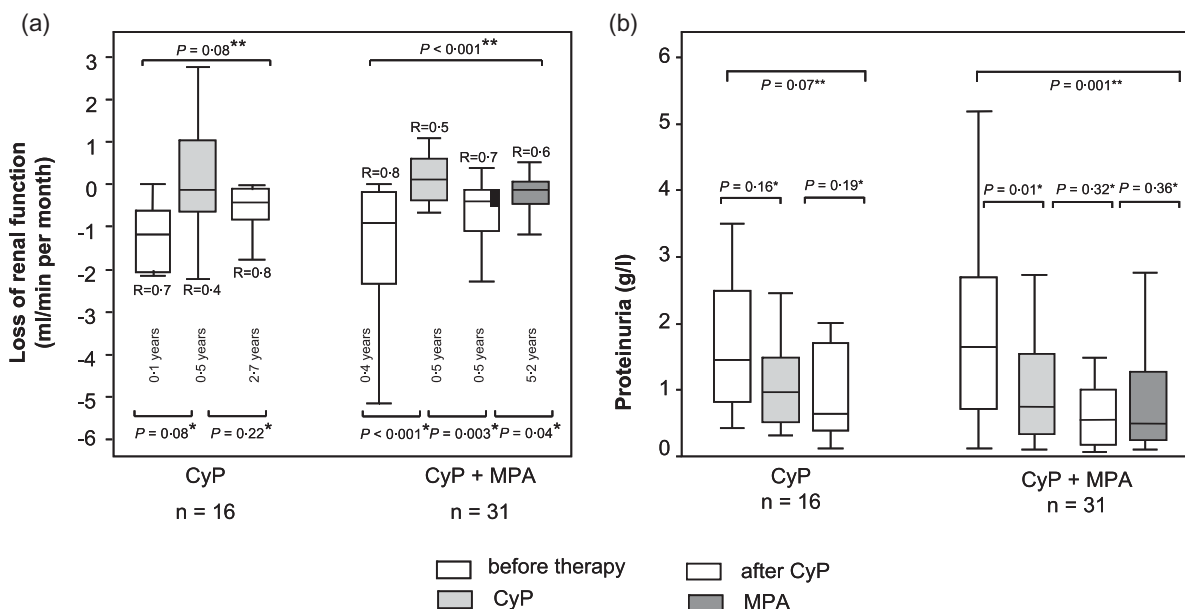 (a)
Loss of renal function
(ml/min per month)
3
2
1
0
-1
-2
-3
-4
-5
-6
P = 0·08**
P < 0·001**
R=0·7
R=0·4
R=0·8
R=0·8
R=0·5
R=0·7
R=0·6
0·1 years
0·5 years
2·7 years
0·4 years
0·5 years
0·5 years
5·2 years
P = 0·08*
P = 0·22*
P < 0·001*
P = 0·003*
P = 0·04*
CyP
CyP + MPA
n = 16
n = 31
(b)
Proteinuria (g/l)
6
5
4
3
2
1
0
P = 0·07**
P = 0·001**
P = 0·16*
P = 0·19*
P = 0·01*
P = 0·32*
P = 0·36*
CyP
CyP + MPA
n = 16
n = 31
before therapy
after CyP
CyP
MPA